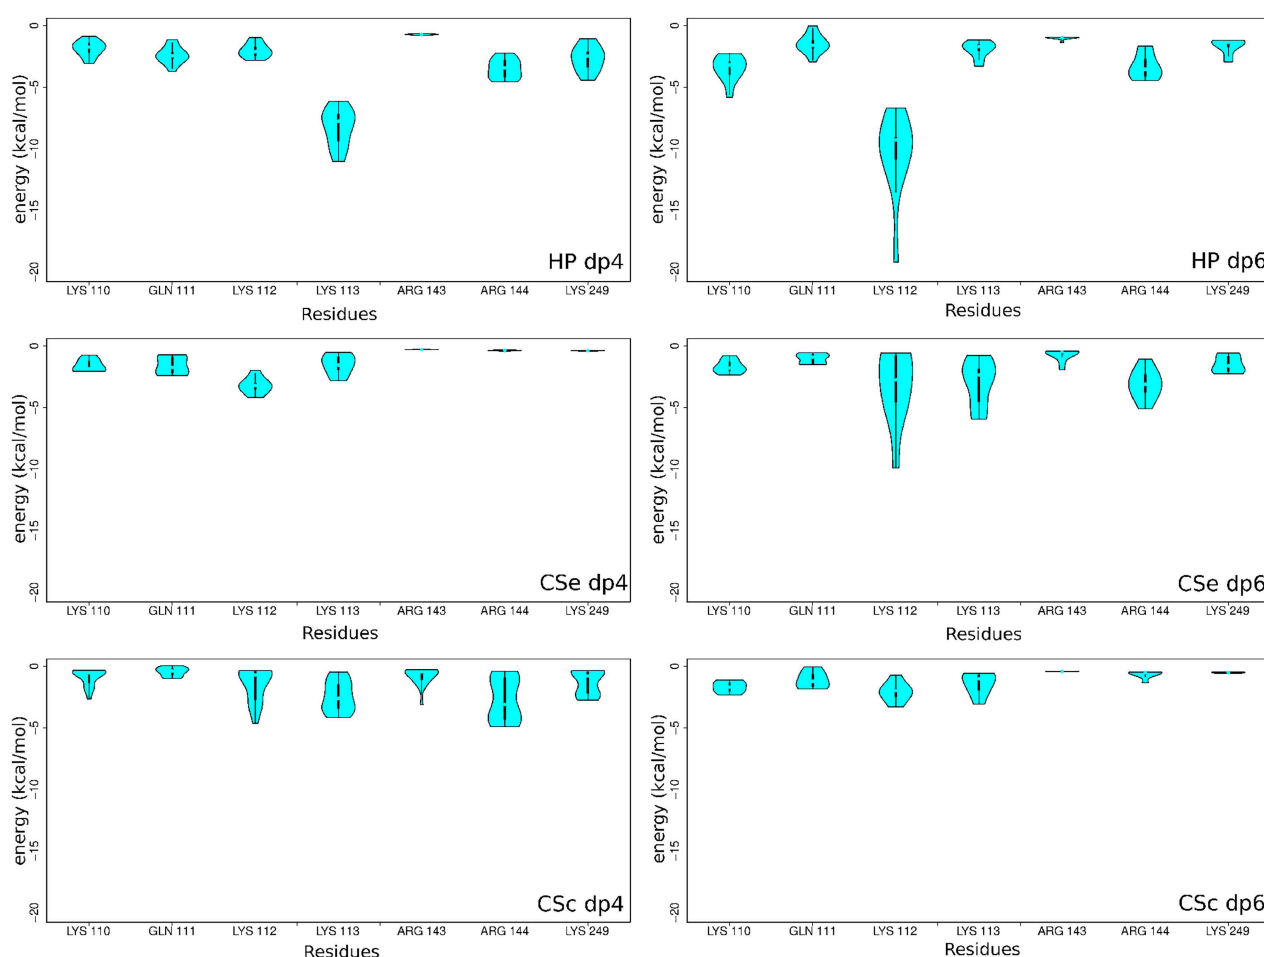 0
−5
−10
−15
−20
energy (kcal/mol)
HP dp4
LYS 110 GLN 111 LYS 112 LYS 113 ARG 143 ARG 144 LYS 249
Residues
0
−5
−10
−15
−20
energy (kcal/mol)
HP dp6
LYS 110 GLN 111 LYS 112 LYS 113 ARG 143 ARG 144 LYS 249
Residues
0
−5
−10
−15
−20
energy (kcal/mol)
CSe dp4
LYS 110 GLN 111 LYS 112 LYS 113 ARG 143 ARG 144 LYS 249
Residues
0
−5
−10
−15
−20
energy (kcal/mol)
CSe dp6
LYS 110 GLN 111 LYS 112 LYS 113 ARG 143 ARG 144 LYS 249
Residues
0
−5
−10
−15
−20
energy (kcal/mol)
CSc dp4
LYS 110 GLN 111 LYS 112 LYS 113 ARG 143 ARG 144 LYS 249
Residues
0
−5
−10
−15
−20
energy (kcal/mol)
CSc dp6
LYS 110 GLN 111 LYS 112 LYS 113 ARG 143 ARG 144 LYS 249
Residues